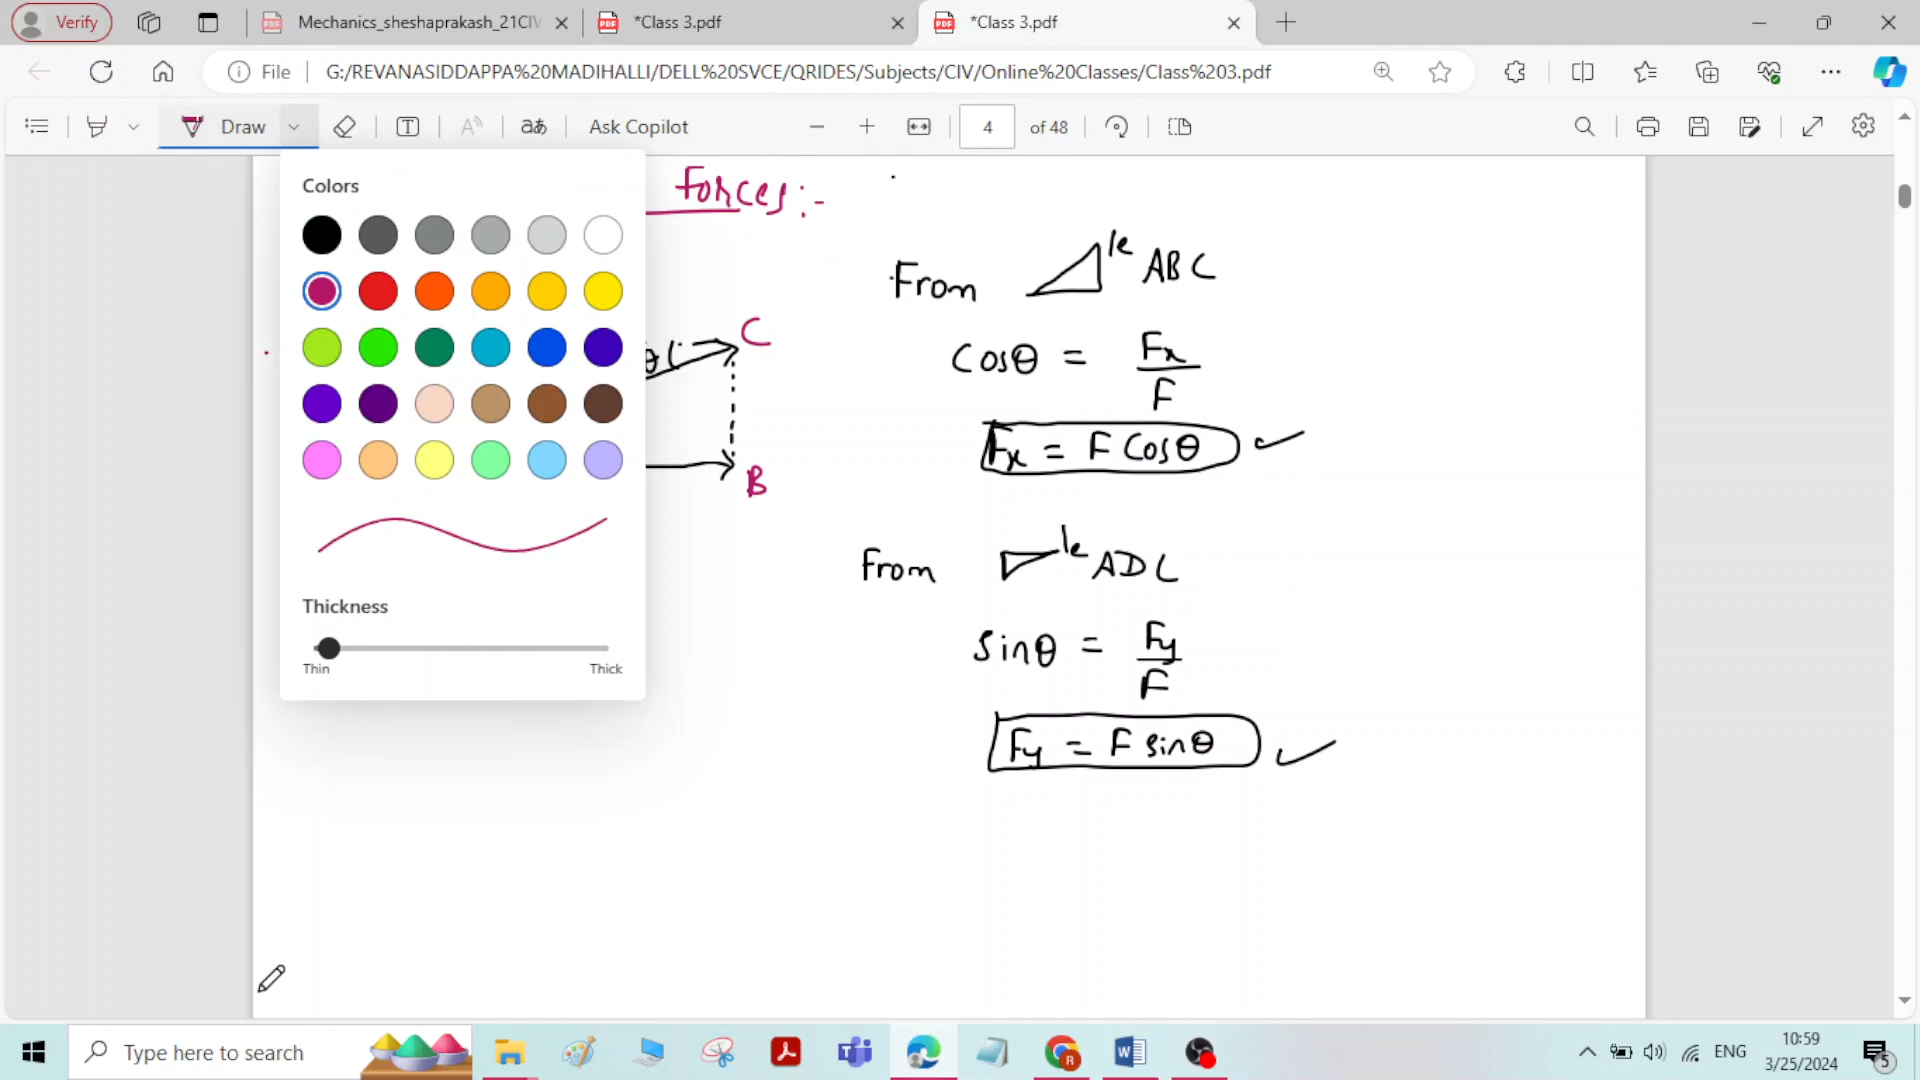 Verify
Mechanics_sheshaprakash_21CIV
*Class 3.pdf
*Class 3.pdf
File
G:/REVANASIDDAPPA%20MADIHALLI/DELL%20SVCE/QRIDES/Subjects/CIV/Online%20Classes/Class%203.pdf
Draw
Ask Copilot
4
of 48
Colors
Thickness
Thin
Thick
Forces:-
θ
C
B
From le ABC
Cosθ = Fx
F
Fx = F Cosθ
From le ADC
Sinθ = Fy
F
Fy = F sinθ
Type here to search
ENG
10:59
3/25/2024
5